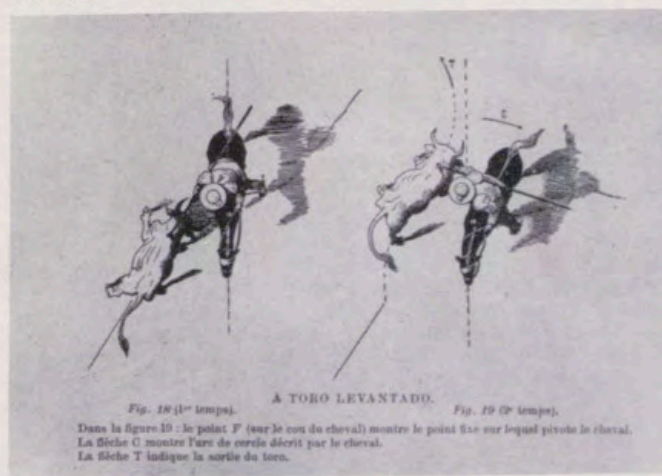 T
C
A TORO LEVANTADO.
Fig. 18 (1er temps).
Fig. 19 (2e temps).
Dans la figure 19 : le point F (sur le cou du cheval) montre le point fixe sur lequel pivote le cheval.
La flèche C montre l'arc de cercle décrit par le cheval.
La flèche T indique la sortie du toro.